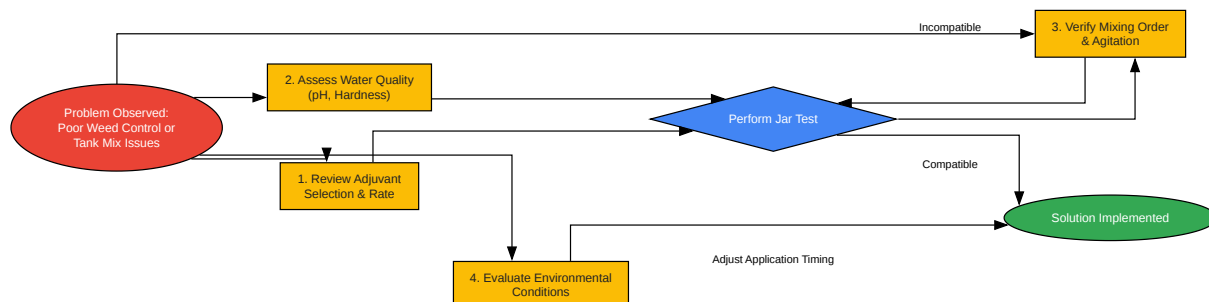 Incompatible
3. Verify Mixing Order
& Agitation
2. Assess Water Quality
(pH, Hardness)
Problem Observed:
Poor Weed Control or
Tank Mix Issues
Perform Jar Test
Compatible
1. Review Adjuvant
Selection & Rate
Solution Implemented
Adjust Application Timing
4. Evaluate Environmental
Conditions